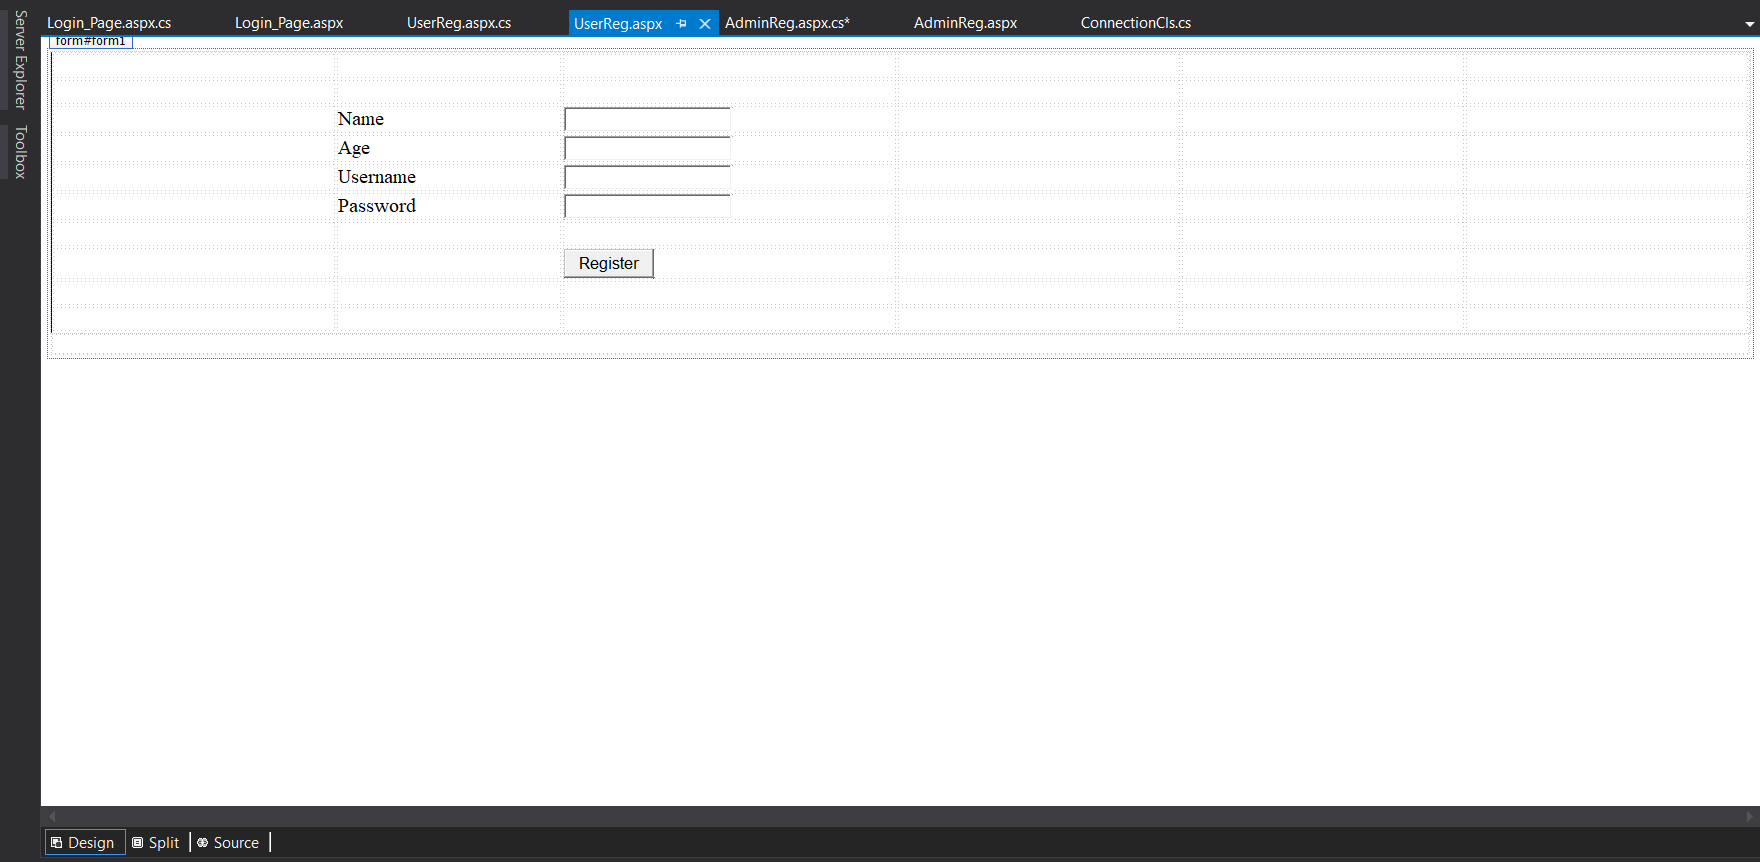 Server Explorer
Toolbox
Login_Page.aspx.cs Login_Page.aspx UserReg.aspx.cs UserReg.aspx AdminReg.aspx.cs* AdminReg.aspx ConnectionCls.cs
form#form1
Name
Age
Username
Password
Register
Design Split Source